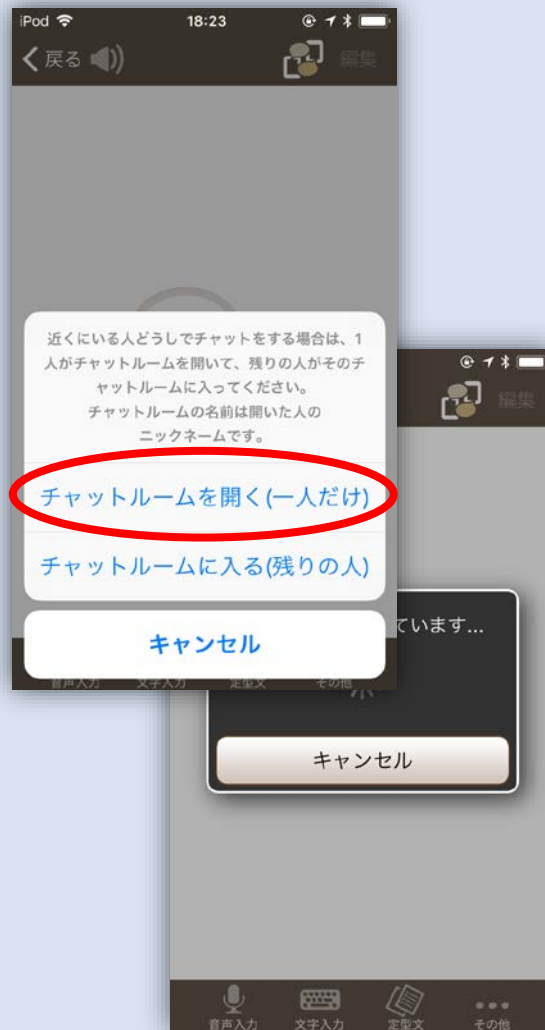 iPod 18:23
戻る 編集
近くにいる人どうしでチャットをする場合は、1
人がチャットルームを開いて、残りの人がそのチ
ャットルームに入ってください。
チャットルームの名前は開いた人の
ニックネームです。
チャットルームを開く(一人だけ)
チャットルームに入る(残りの人)
キャンセル
音声入力 文字入力 定型文 その他
編集
ています...
キャンセル
音声入力 文字入力 定型文 その他